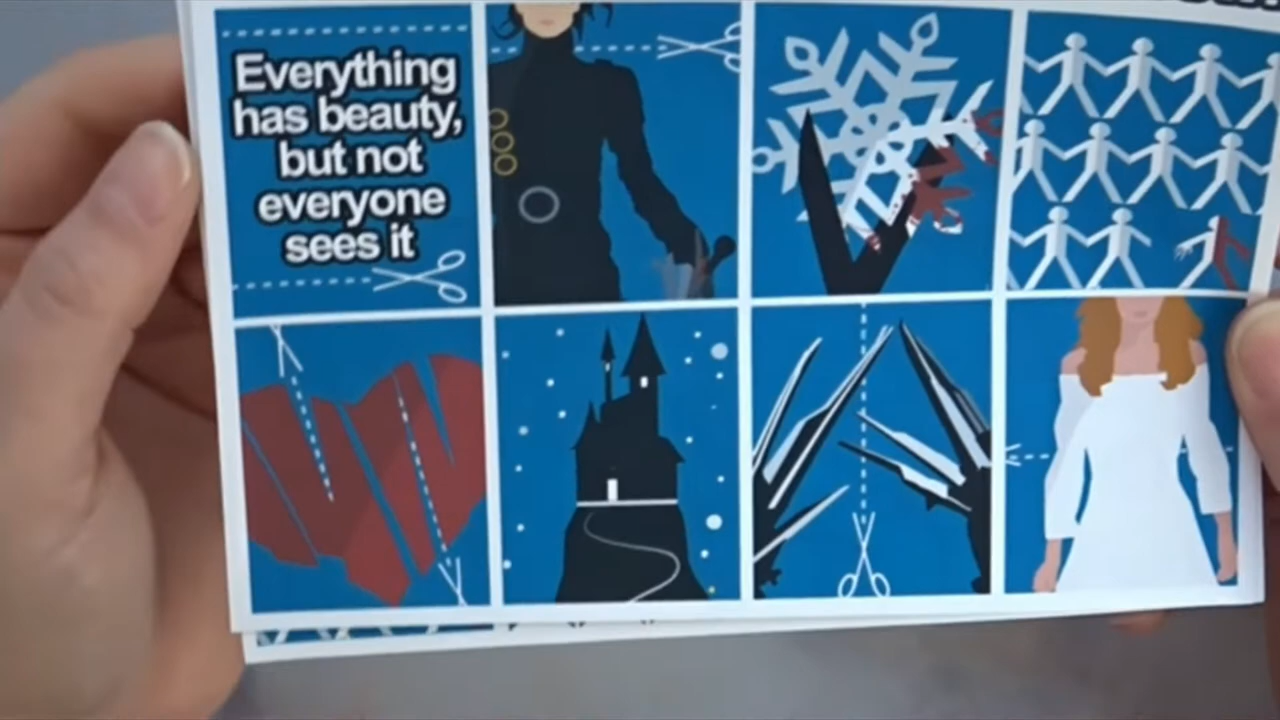 Everything
has beauty,
but not
everyone
sees it